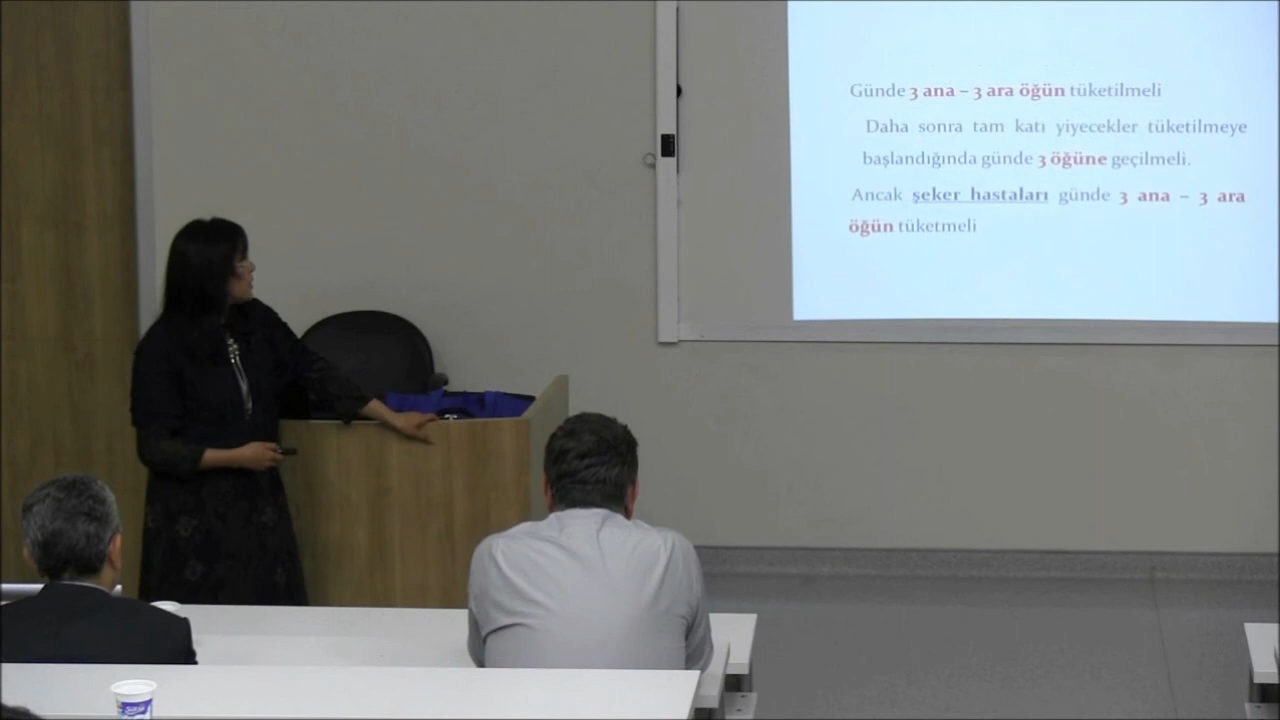 Günde 3 ana – 3 ara öğün tüketilmeli
Daha sonra tam katı yiyecekler tüketilmeye
başlandığında günde 3 öğüne geçilmeli.
Ancak şeker hastaları günde 3 ana – 3 ara
öğün tüketmeli